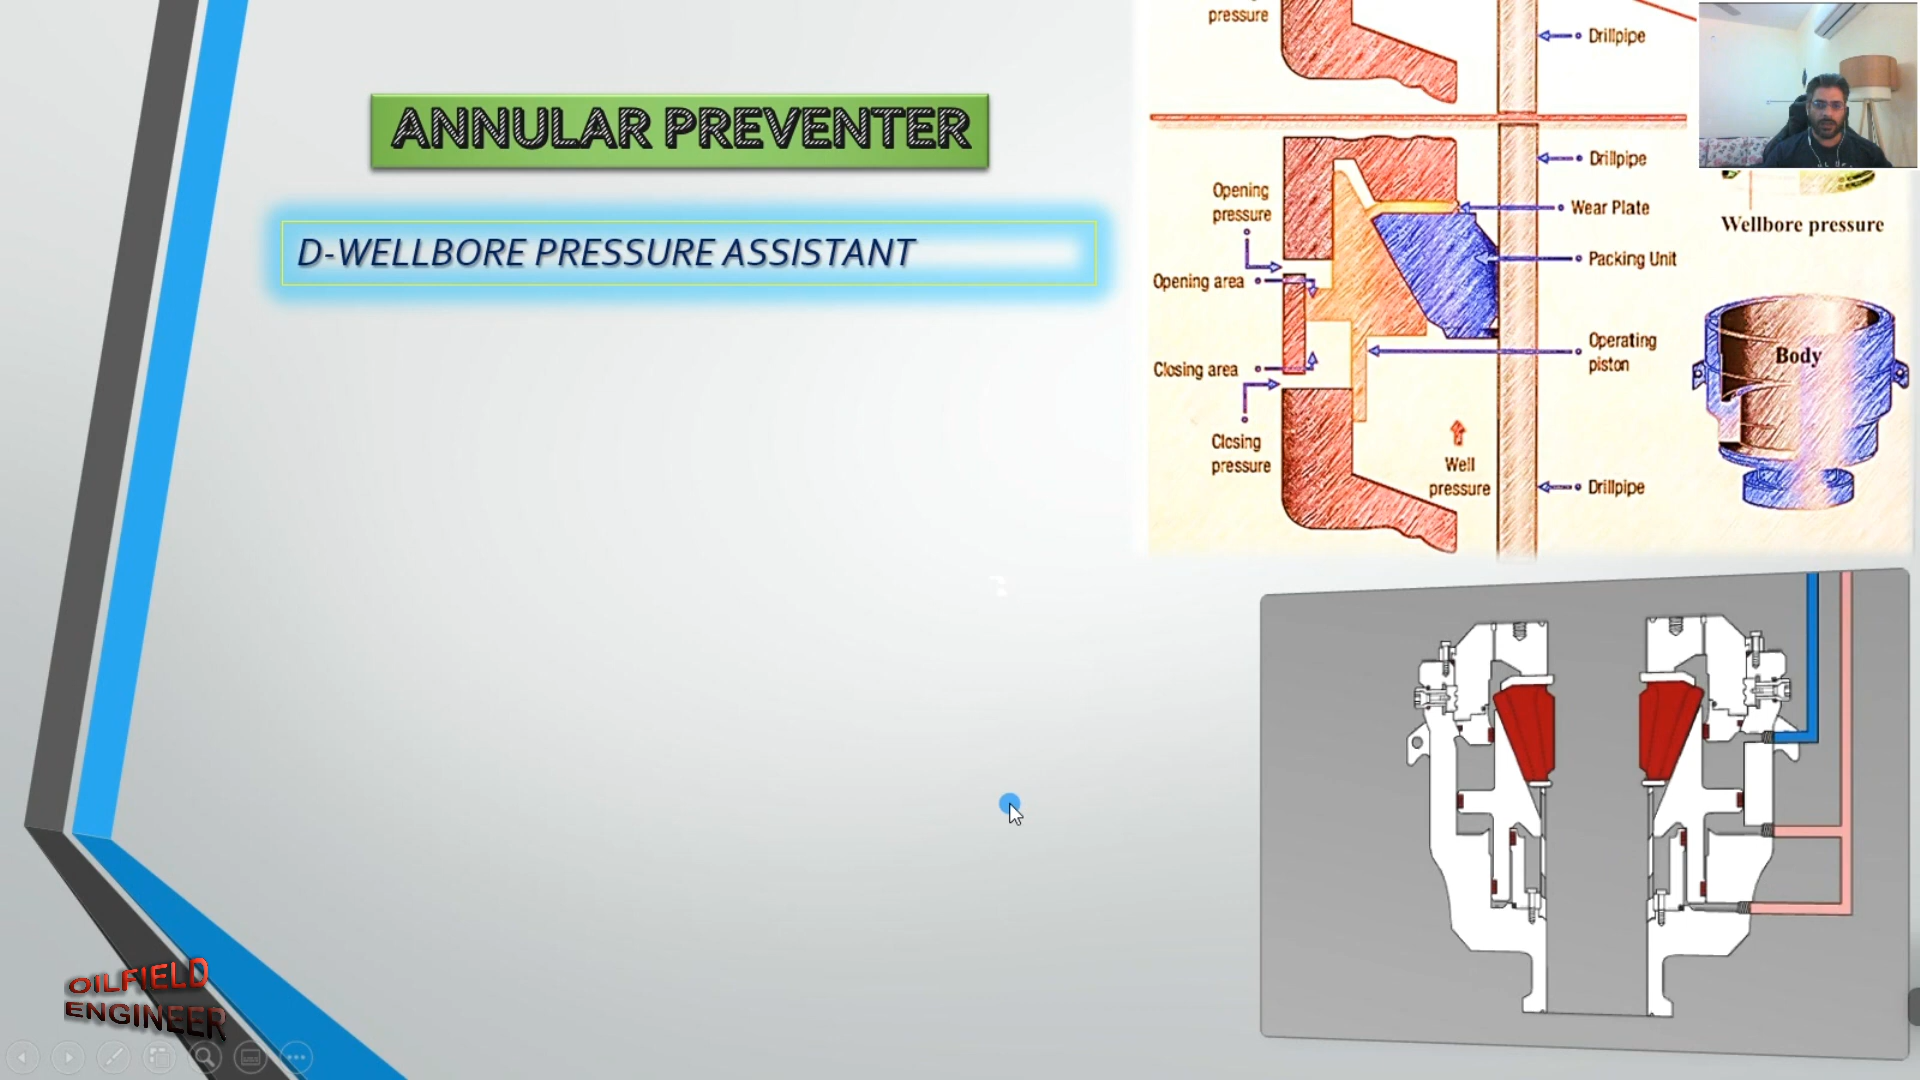 ANNULAR PREVENTER
D-WELLBORE PRESSURE ASSISTANT
pressure
Drillpipe
Drillpipe
Opening
pressure
Wear Plate
Wellbore pressure
Packing Unit
Opening area
Operating
piston
Body
Closing area
Closing
pressure
Well
pressure
Drillpipe
OILFIELD
ENGINEER